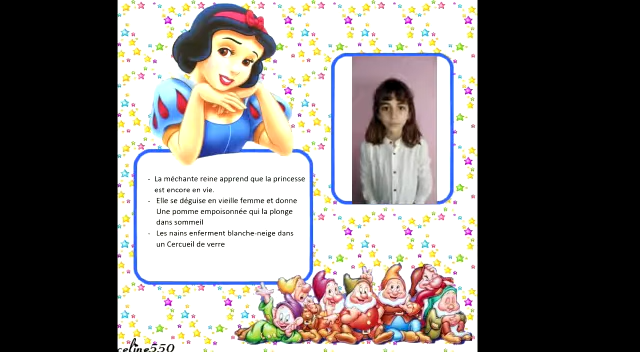 - La méchante reine apprend que la princesse
est encore en vie.
- Elle se déguise en vieille femme et donne
Une pomme empoisonnée qui la plonge
dans sommeil
- Les nains enferment blanche-neige dans
un Cercueil de verre
celine550